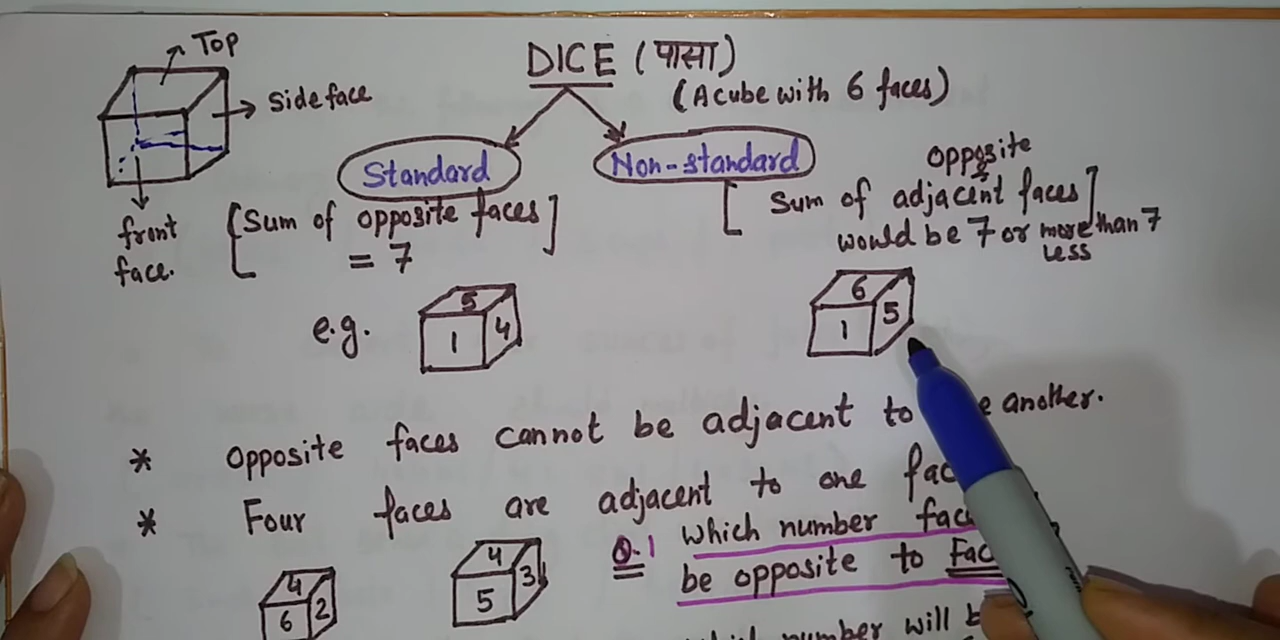 Top
DICE (पासा)
(A cube with 6 faces)
side face
Standard
Non-standard
front
face.
[Sum of opposite faces]
= 7
opposite
[Sum of adjacent faces]
would be 7 or more than 7
Less
e.g.
5
1
4
6
1
5
* opposite faces cannot be adjacent to another.
* Four faces are adjacent to one
4
6
2
4
5
3
Q.1 Which number
be opposite to
number will